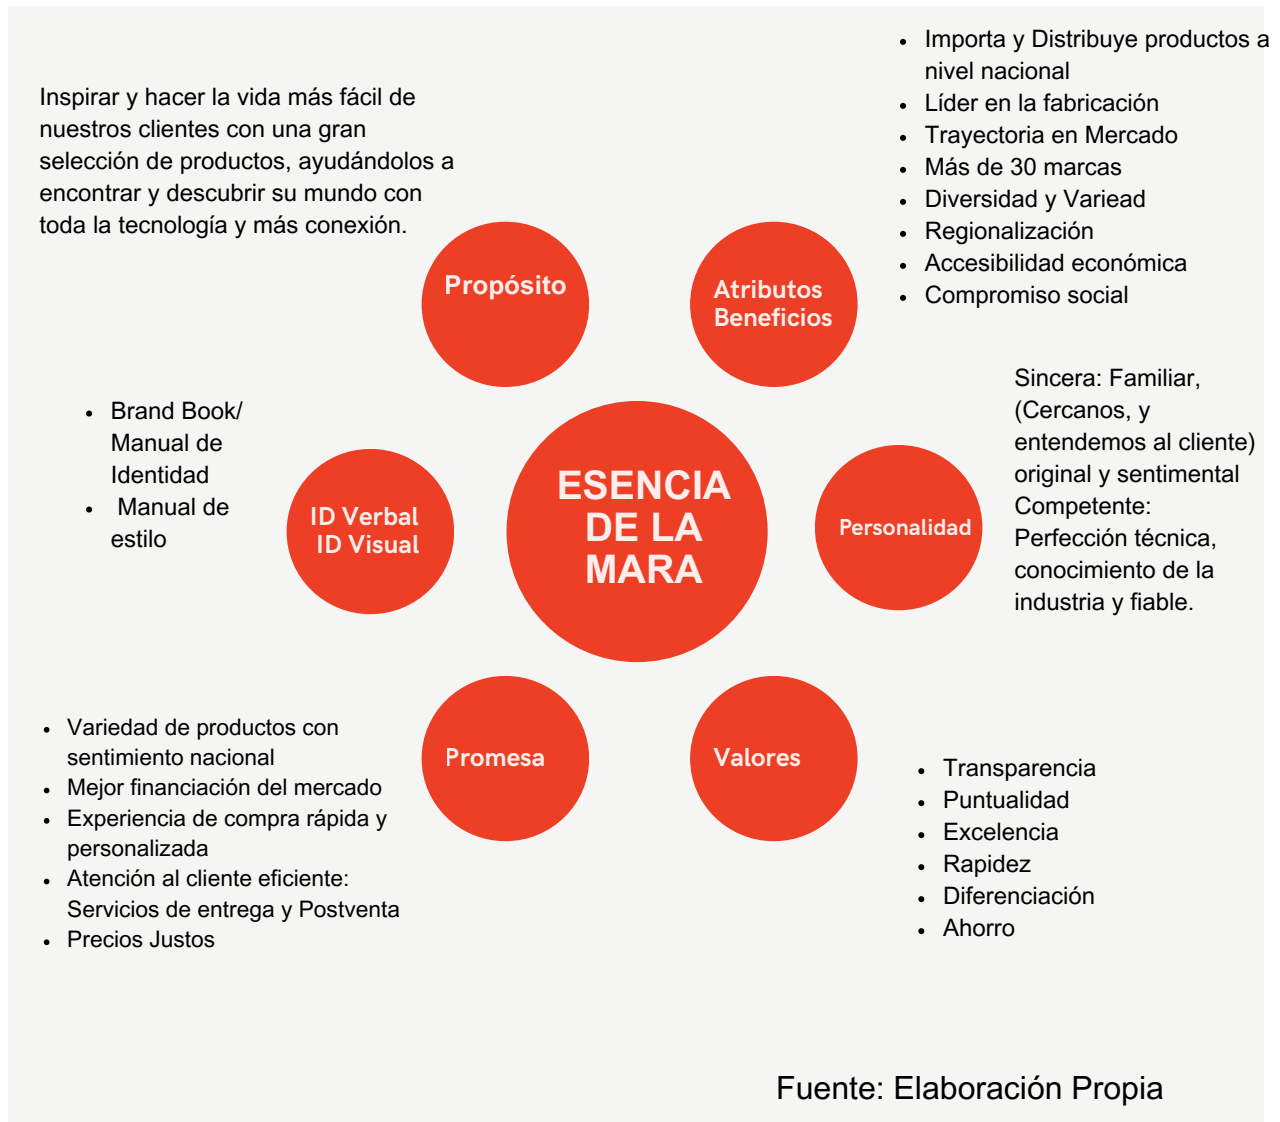 Inspirar y hacer la vida más fácil de
nuestros clientes con una gran
selección de productos, ayudándolos a
encontrar y descubrir su mundo con
toda la tecnología y más conexión.
Propósito
• Importa y Distribuye productos a
nivel nacional
• Líder en la fabricación
• Trayectoria en Mercado
• Más de 30 marcas
• Diversidad y Variead
• Regionalización
• Accesibilidad económica
• Compromiso social
Atributos
Beneficios
• Brand Book/
Manual de
Identidad
• Manual de
estilo
ID Verbal
ID Visual
ESENCIA
DE LA
MARA
Personalidad
Sincera: Familiar,
(Cercanos, y
entendemos al cliente)
original y sentimental
Competente:
Perfección técnica,
conocimiento de la
industria y fiable.
• Variedad de productos con
sentimiento nacional
• Mejor financiación del mercado
• Experiencia de compra rápida y
personalizada
• Atención al cliente eficiente:
Servicios de entrega y Postventa
• Precios Justos
Promesa
Valores
• Transparencia
• Puntualidad
• Excelencia
• Rapidez
• Diferenciación
• Ahorro
Fuente: Elaboración Propia